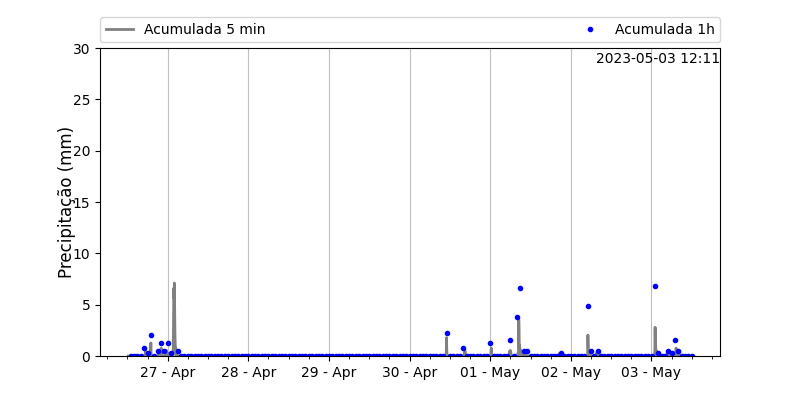 Acumulada 5 min
Acumulada 1h
2023-05-03 12:11
Precipitação (mm)
30
25
20
15
10
5
0
27 - Apr
28 - Apr
29 - Apr
30 - Apr
01 - May
02 - May
03 - May